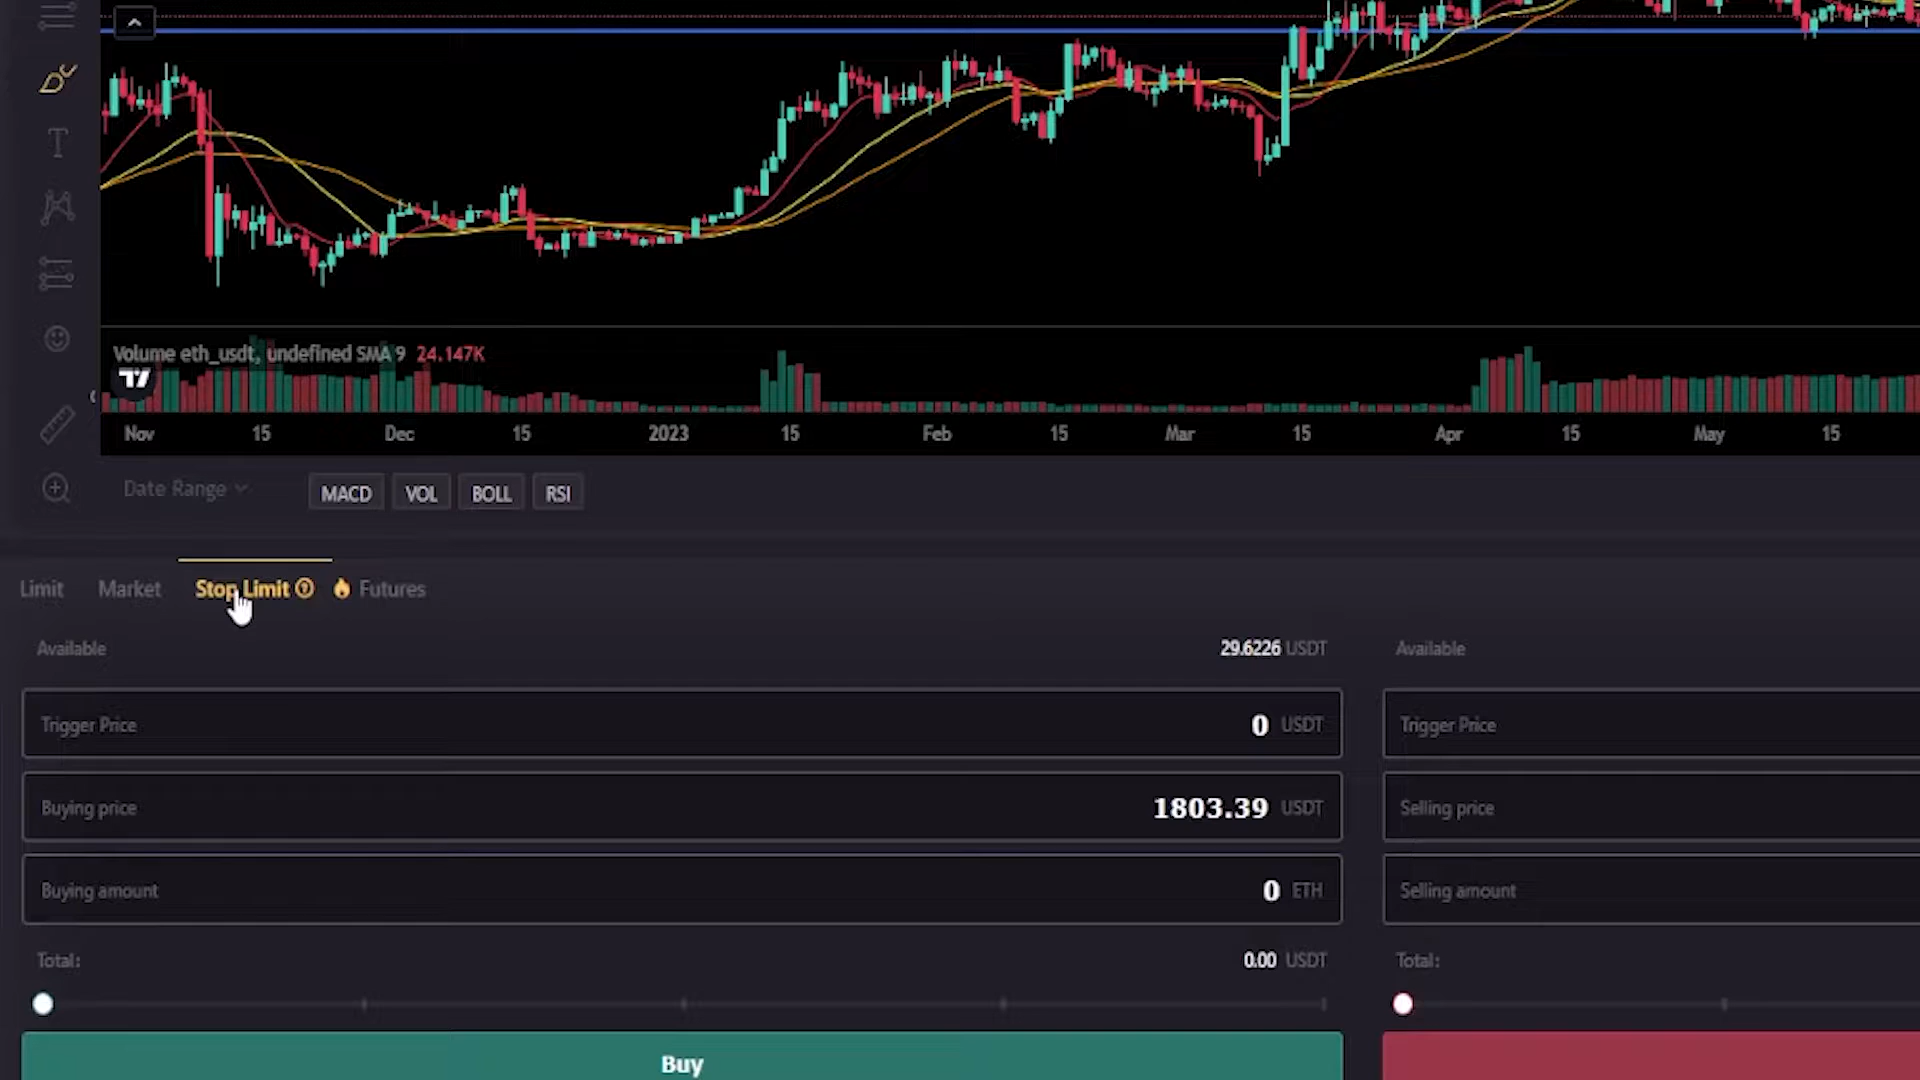 Volume eth_usdt, undefined SMA 9 24.147K
Nov 15 Dec 15 2023 15 Feb 15 Mar 15 Apr 15 May 15
Date Range MACD VOL BOLL RSI
Limit Market Stop Limit Futures
Available 29.6226 USDT
Available
Trigger Price 0 USDT
Trigger Price
Buying price 1803.39 USDT
Selling price
Buying amount 0 ETH
Selling amount
Total: 0.00 USDT
Total:
Buy